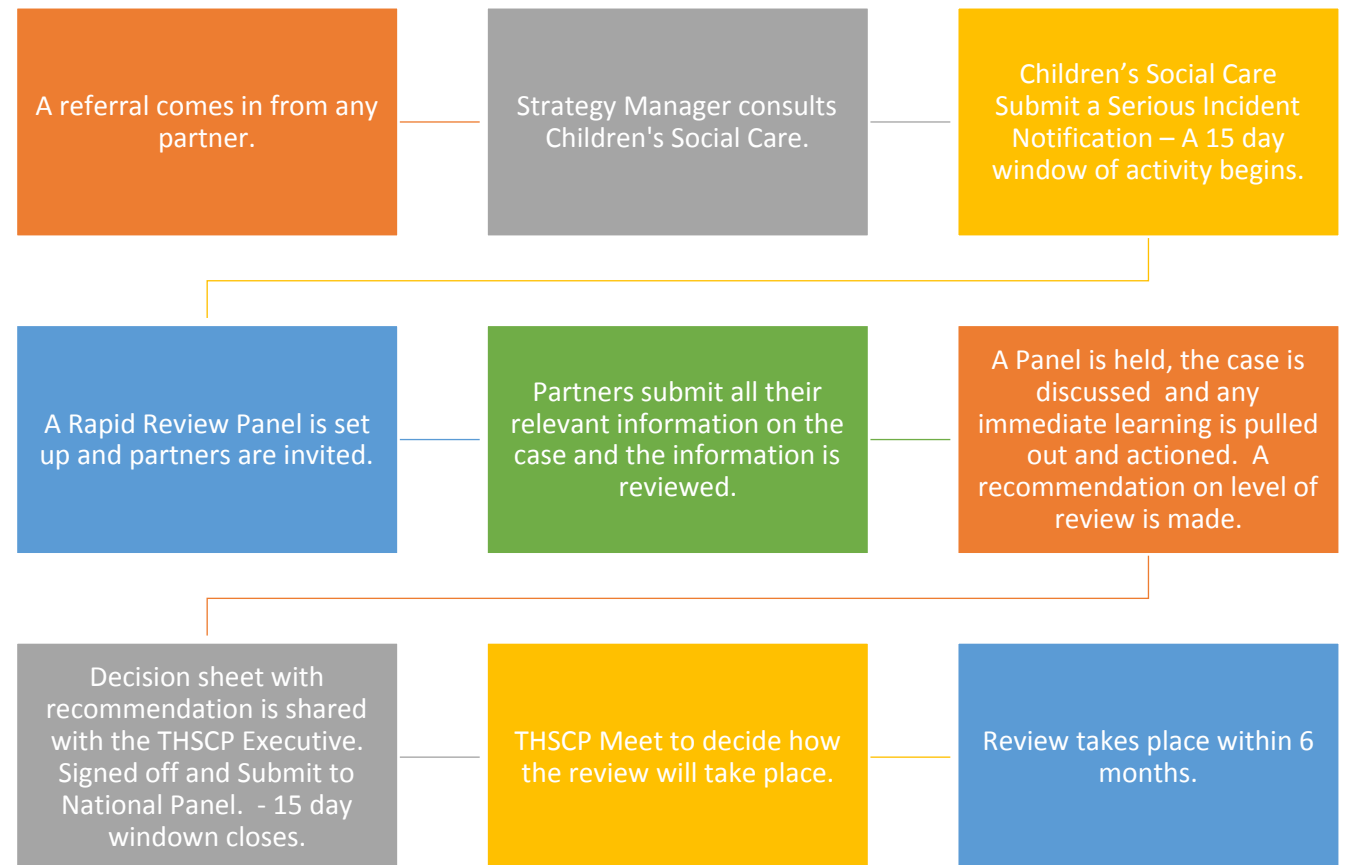 A referral comes in from any
partner.
Strategy Manager consults
Children's Social Care.
Children’s Social Care
Submit a Serious Incident
Notification – A 15 day
window of activity begins.
A Rapid Review Panel is set
up and partners are invited.
Partners submit all their
relevant information on the
case and the information is
reviewed.
A Panel is held, the case is
discussed  and any
immediate learning is pulled
out and actioned.  A
recommendation on level of
review is made.
Decision sheet with
recommendation is shared
with the THSCP Executive.
Signed off and Submit to
National Panel.  - 15 day
windown closes.
THSCP Meet to decide how
the review will take place.
Review takes place within 6
months.